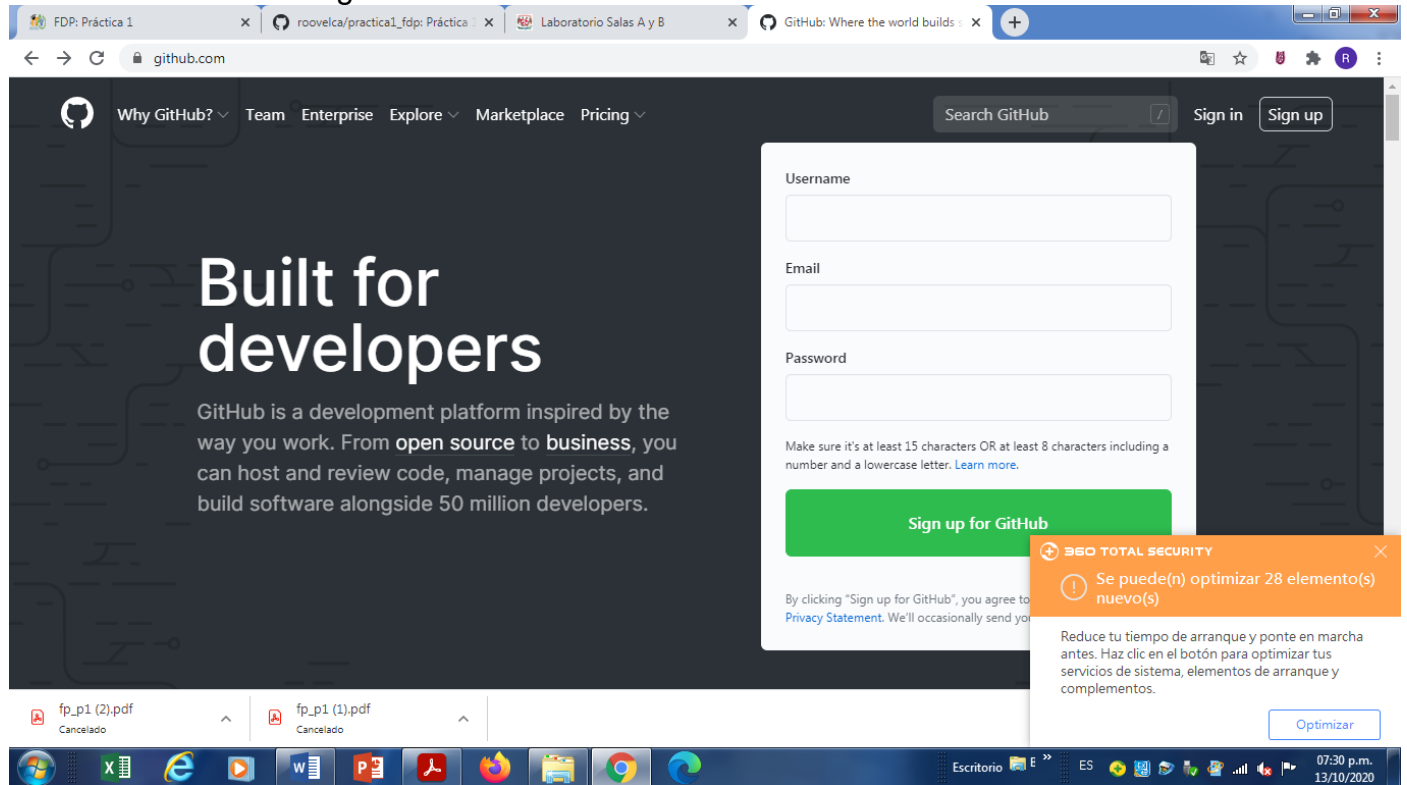 FDP: Práctica 1
roovelca/practica1_fdp: Práctica
Laboratorio Salas A y B
GitHub: Where the world builds s
github.com
R
Why GitHub? Team Enterprise Explore Marketplace Pricing
Search GitHub /
Sign in
Sign up
Built for
developers
GitHub is a development platform inspired by the
way you work. From open source to business, you
can host and review code, manage projects, and
build software alongside 50 million developers.
Username
Email
Password
Make sure it's at least 15 characters OR at least 8 characters including a
number and a lowercase letter. Learn more.
Sign up for GitHub
By clicking “Sign up for GitHub”, you agree to
Privacy Statement. We'll occasionally send yo
360 TOTAL SECURITY
Se puede(n) optimizar 28 elemento(s)
nuevo(s)
Reduce tu tiempo de arranque y ponte en marcha
antes. Haz clic en el botón para optimizar tus
servicios de sistema, elementos de arranque y
complementos.
Optimizar
fp_p1 (2).pdf
Cancelado
fp_p1 (1).pdf
Cancelado
Escritorio
E
ES
07:30 p.m.
13/10/2020